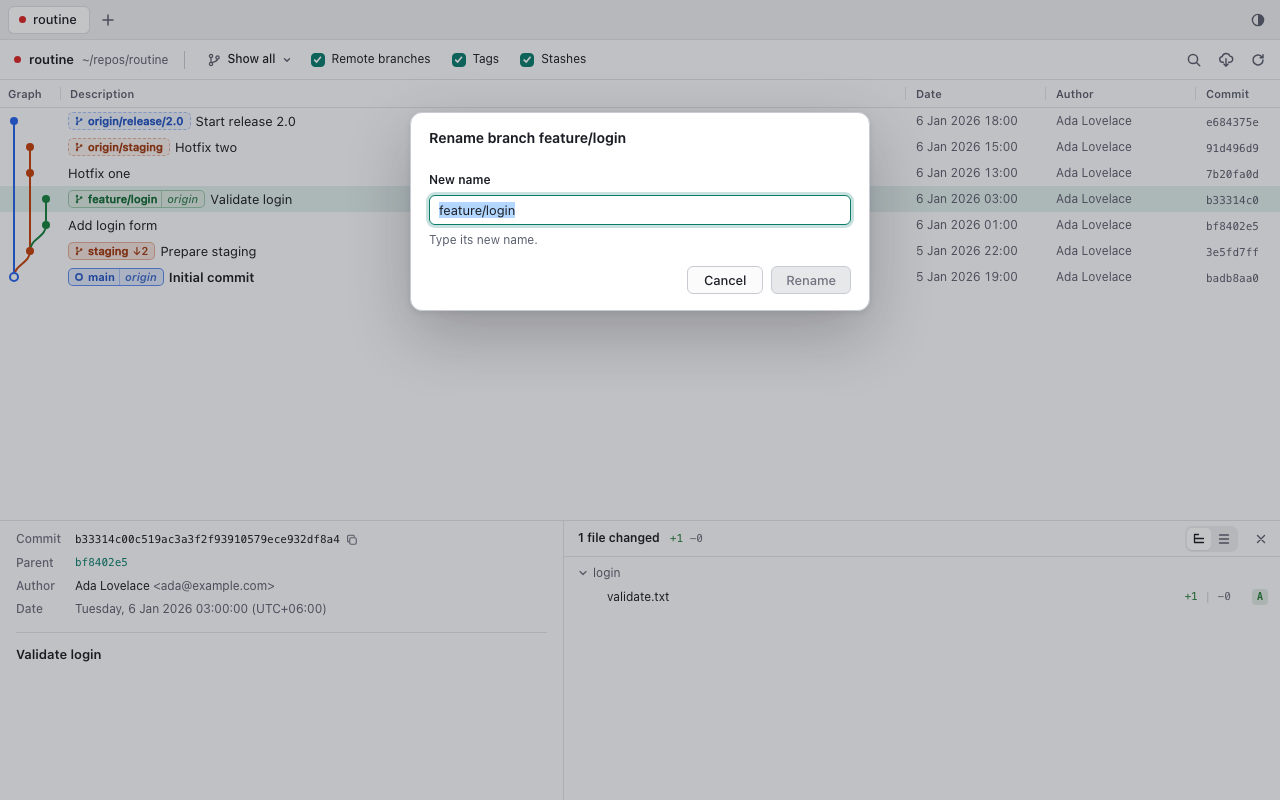 routine
routine ~/repos/routine Show all Remote branches Tags Stashes
Graph Description Date Author Commit
origin/release/2.0 Start release 2.0 6 Jan 2026 18:00 Ada Lovelace e684375e
origin/staging Hotfix two 6 Jan 2026 15:00 Ada Lovelace 91d496d9
Hotfix one 6 Jan 2026 13:00 Ada Lovelace 7b20fa0d
feature/login origin Validate login 6 Jan 2026 03:00 Ada Lovelace b33314c0
Add login form 6 Jan 2026 01:00 Ada Lovelace bf8402e5
staging ↓2 Prepare staging 5 Jan 2026 22:00 Ada Lovelace 3e5fd7ff
main origin Initial commit 5 Jan 2026 19:00 Ada Lovelace badb8aa0
Rename branch feature/login
New name
feature/login
Type its new name.
Cancel Rename
Commit b33314c00c519ac3a3f2f93910579ece932df8a4
Parent bf8402e5
Author Ada Lovelace <ada@example.com>
Date Tuesday, 6 Jan 2026 03:00:00 (UTC+06:00)
Validate login
1 file changed +1 −0
login
validate.txt +1 | −0 A